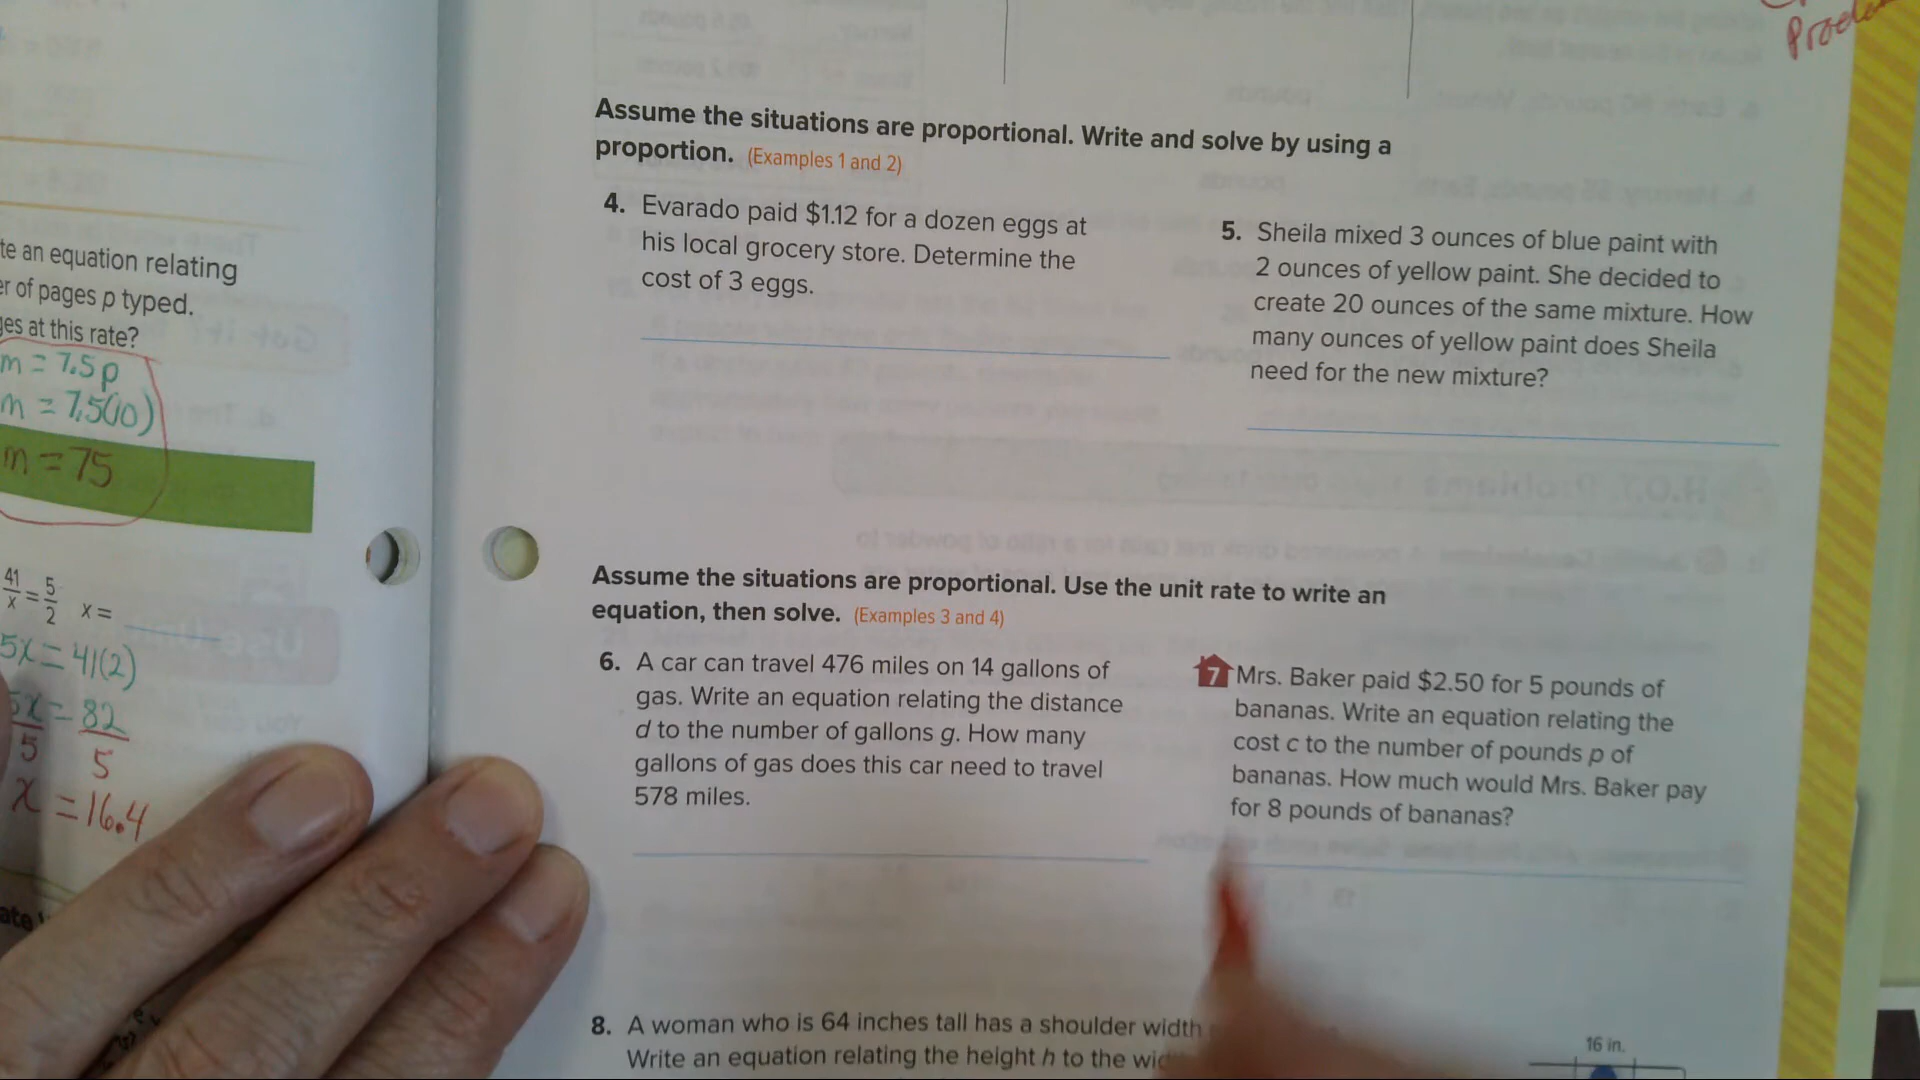 te an equation relating
er of pages p typed.
ges at this rate?
m = 7.5p
m = 7.5(10)
m = 75
41/x = 5/2 x =
5x = 41(2)
5x/5 = 82/5
x = 16.4
Assume the situations are proportional. Write and solve by using a
proportion. (Examples 1 and 2)
4. Evarado paid $1.12 for a dozen eggs at
his local grocery store. Determine the
cost of 3 eggs.
5. Sheila mixed 3 ounces of blue paint with
2 ounces of yellow paint. She decided to
create 20 ounces of the same mixture. How
many ounces of yellow paint does Sheila
need for the new mixture?
Assume the situations are proportional. Use the unit rate to write an
equation, then solve. (Examples 3 and 4)
6. A car can travel 476 miles on 14 gallons of
gas. Write an equation relating the distance
d to the number of gallons g. How many
gallons of gas does this car need to travel
578 miles.
7 Mrs. Baker paid $2.50 for 5 pounds of
bananas. Write an equation relating the
cost c to the number of pounds p of
bananas. How much would Mrs. Baker pay
for 8 pounds of bananas?
8. A woman who is 64 inches tall has a shoulder width
Write an equation relating the height h to the
16 in.